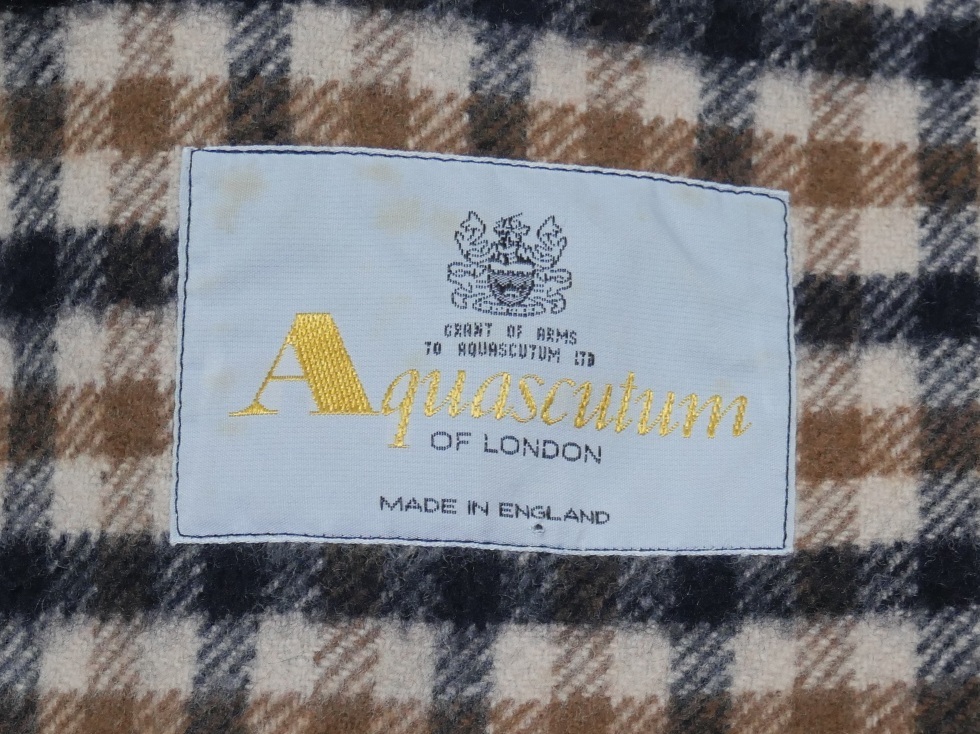 GRANT OF ARMS
TO AQUASCUTUM LTD
Aquascutum
OF LONDON
MADE IN ENGLAND